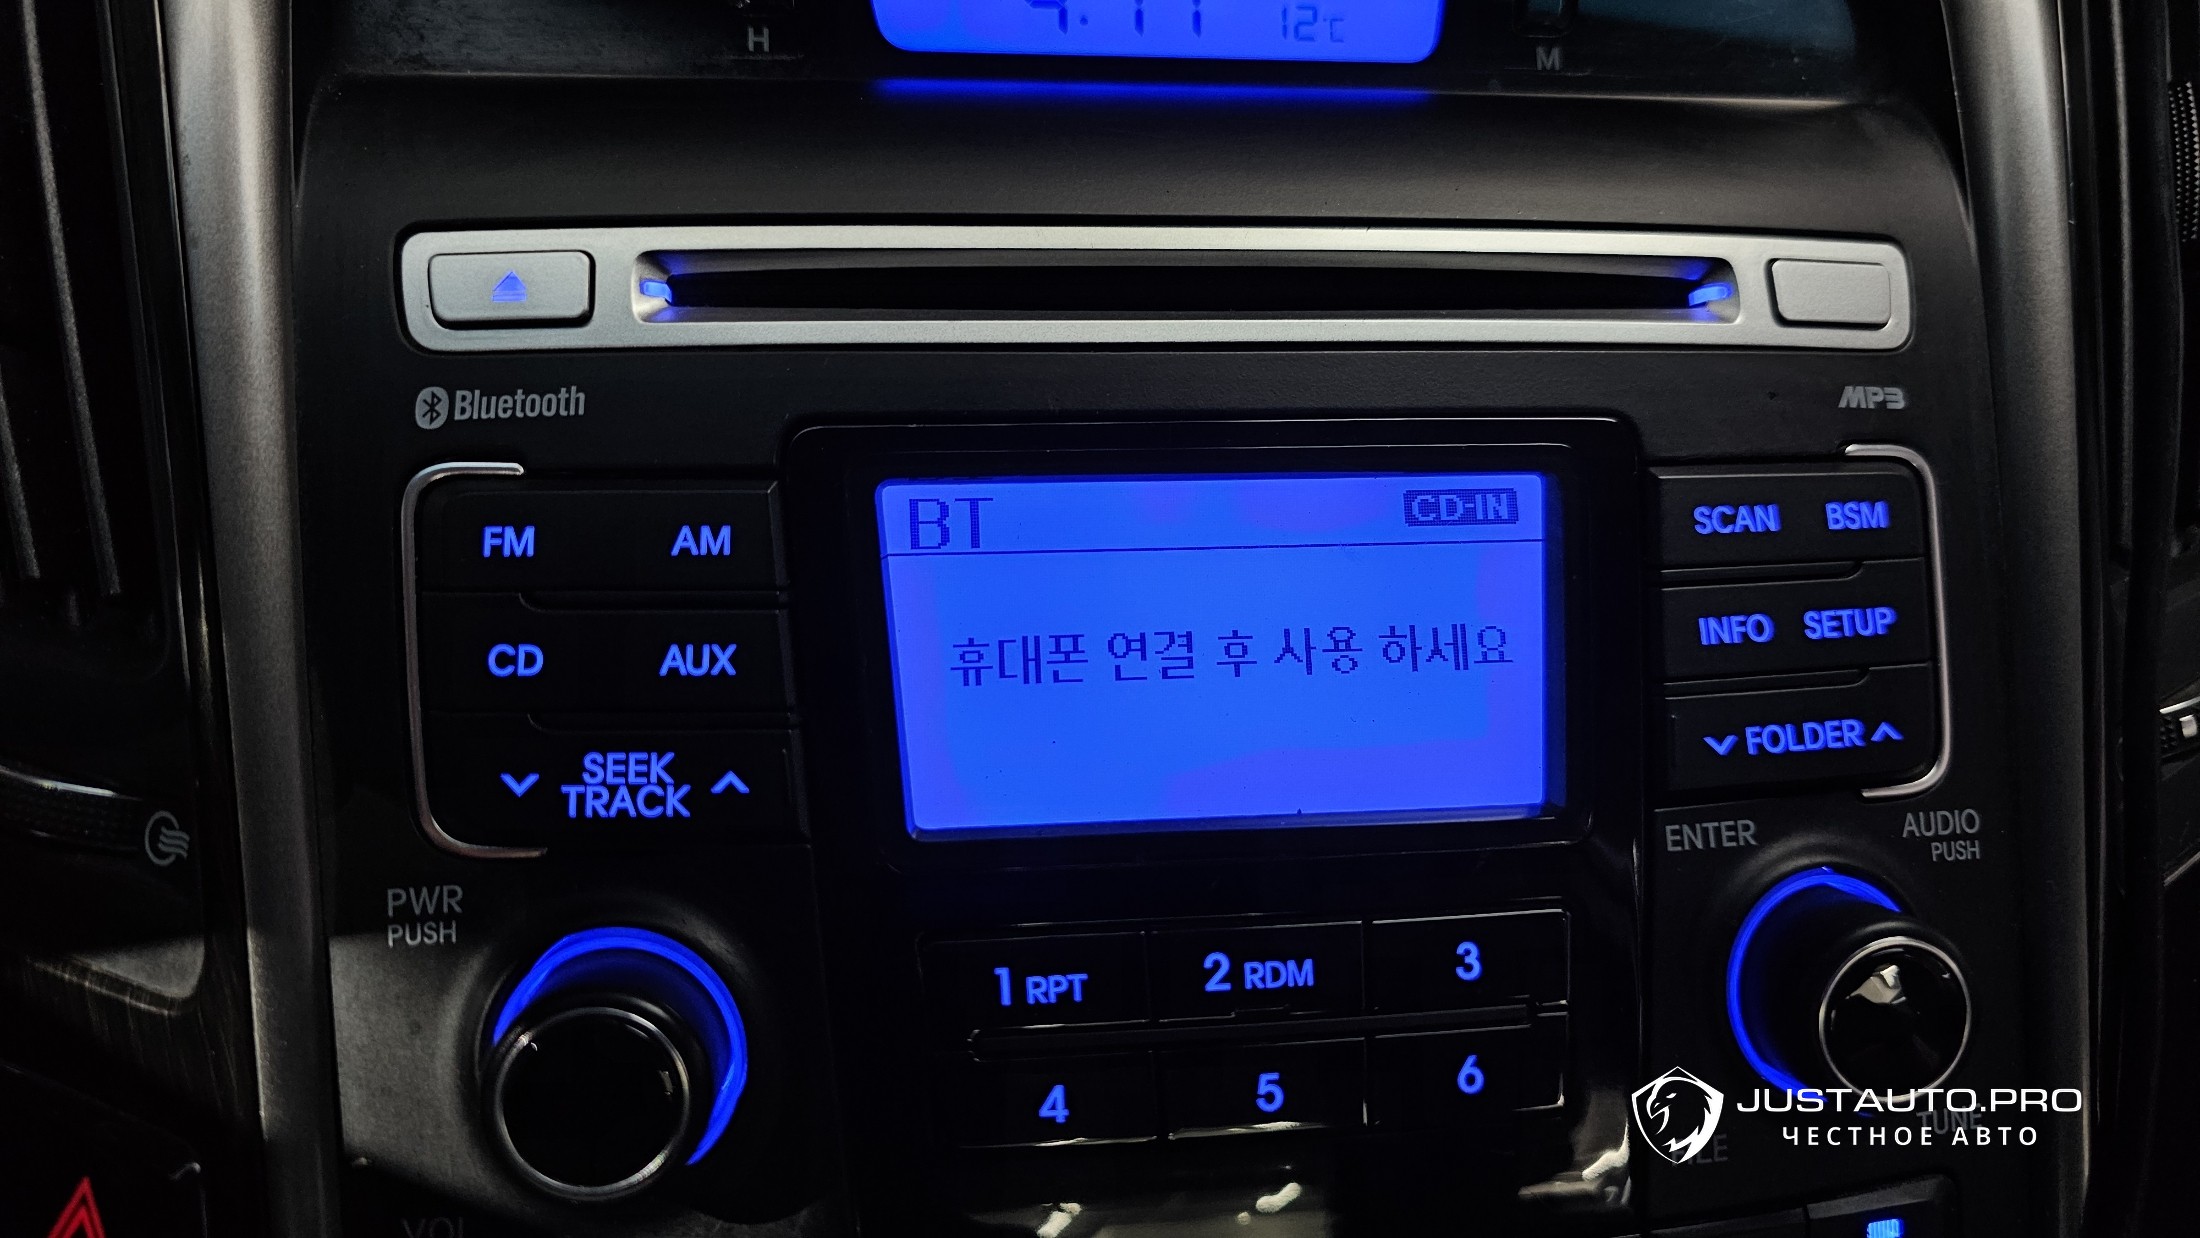 12℃
H
M
Bluetooth
MP3
BT
CD-IN
FM
AM
SCAN
BSM
휴대폰 연결 후 사용 하세요
CD
AUX
INFO
SETUP
SEEK
TRACK
FOLDER
ENTER
AUDIO
PUSH
PWR
PUSH
1 RPT
2 RDM
3
4
5
6
JUSTAUTO.PRO
TUNE
ЧЕСТНОЕ АВТО
VOL